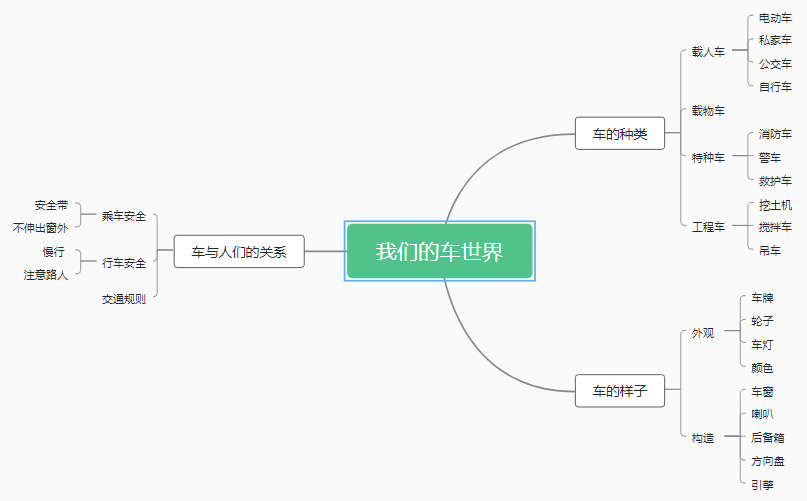 我们的车世界
车的种类
载人车
电动车
私家车
公交车
自行车
载物车
特种车
消防车
警车
救护车
工程车
挖土机
搅拌车
吊车
车的样子
外观
车牌
轮子
车灯
颜色
构造
车窗
喇叭
后备箱
方向盘
引擎
车与人们的关系
乘车安全
安全带
不伸出窗外
行车安全
慢行
注意路人
交通规则